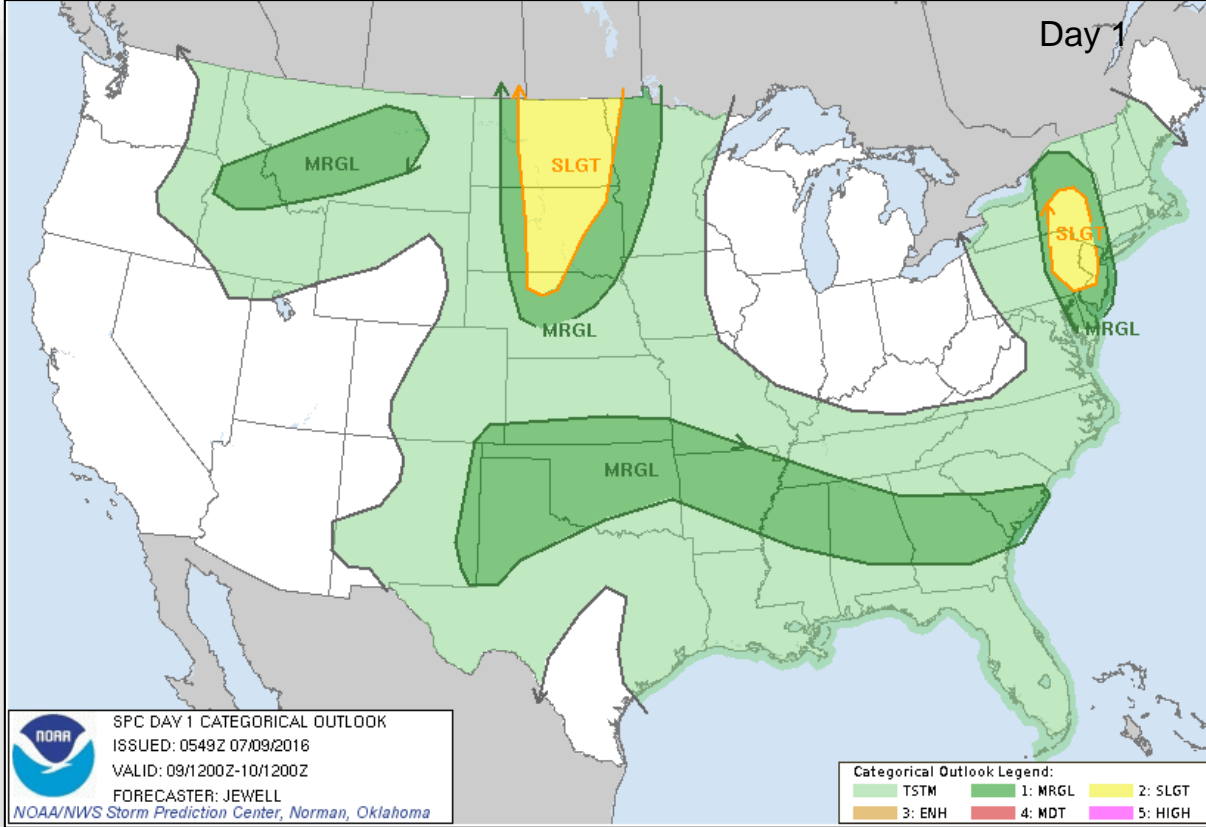 Day 1
MRGL
SLGT
SLGT
MRGL
MRGL
MRGL
NOAA
SPC DAY 1 CATEGORICAL OUTLOOK
ISSUED: 0549Z 07/09/2016
VALID: 09/1200Z-10/1200Z
FORECASTER: JEWELL
NOAA/NWS Storm Prediction Center, Norman, Oklahoma
Categorical Outlook Legend:
TSTM 1: MRGL 2: SLGT
3: ENH 4: MDT 5: HIGH